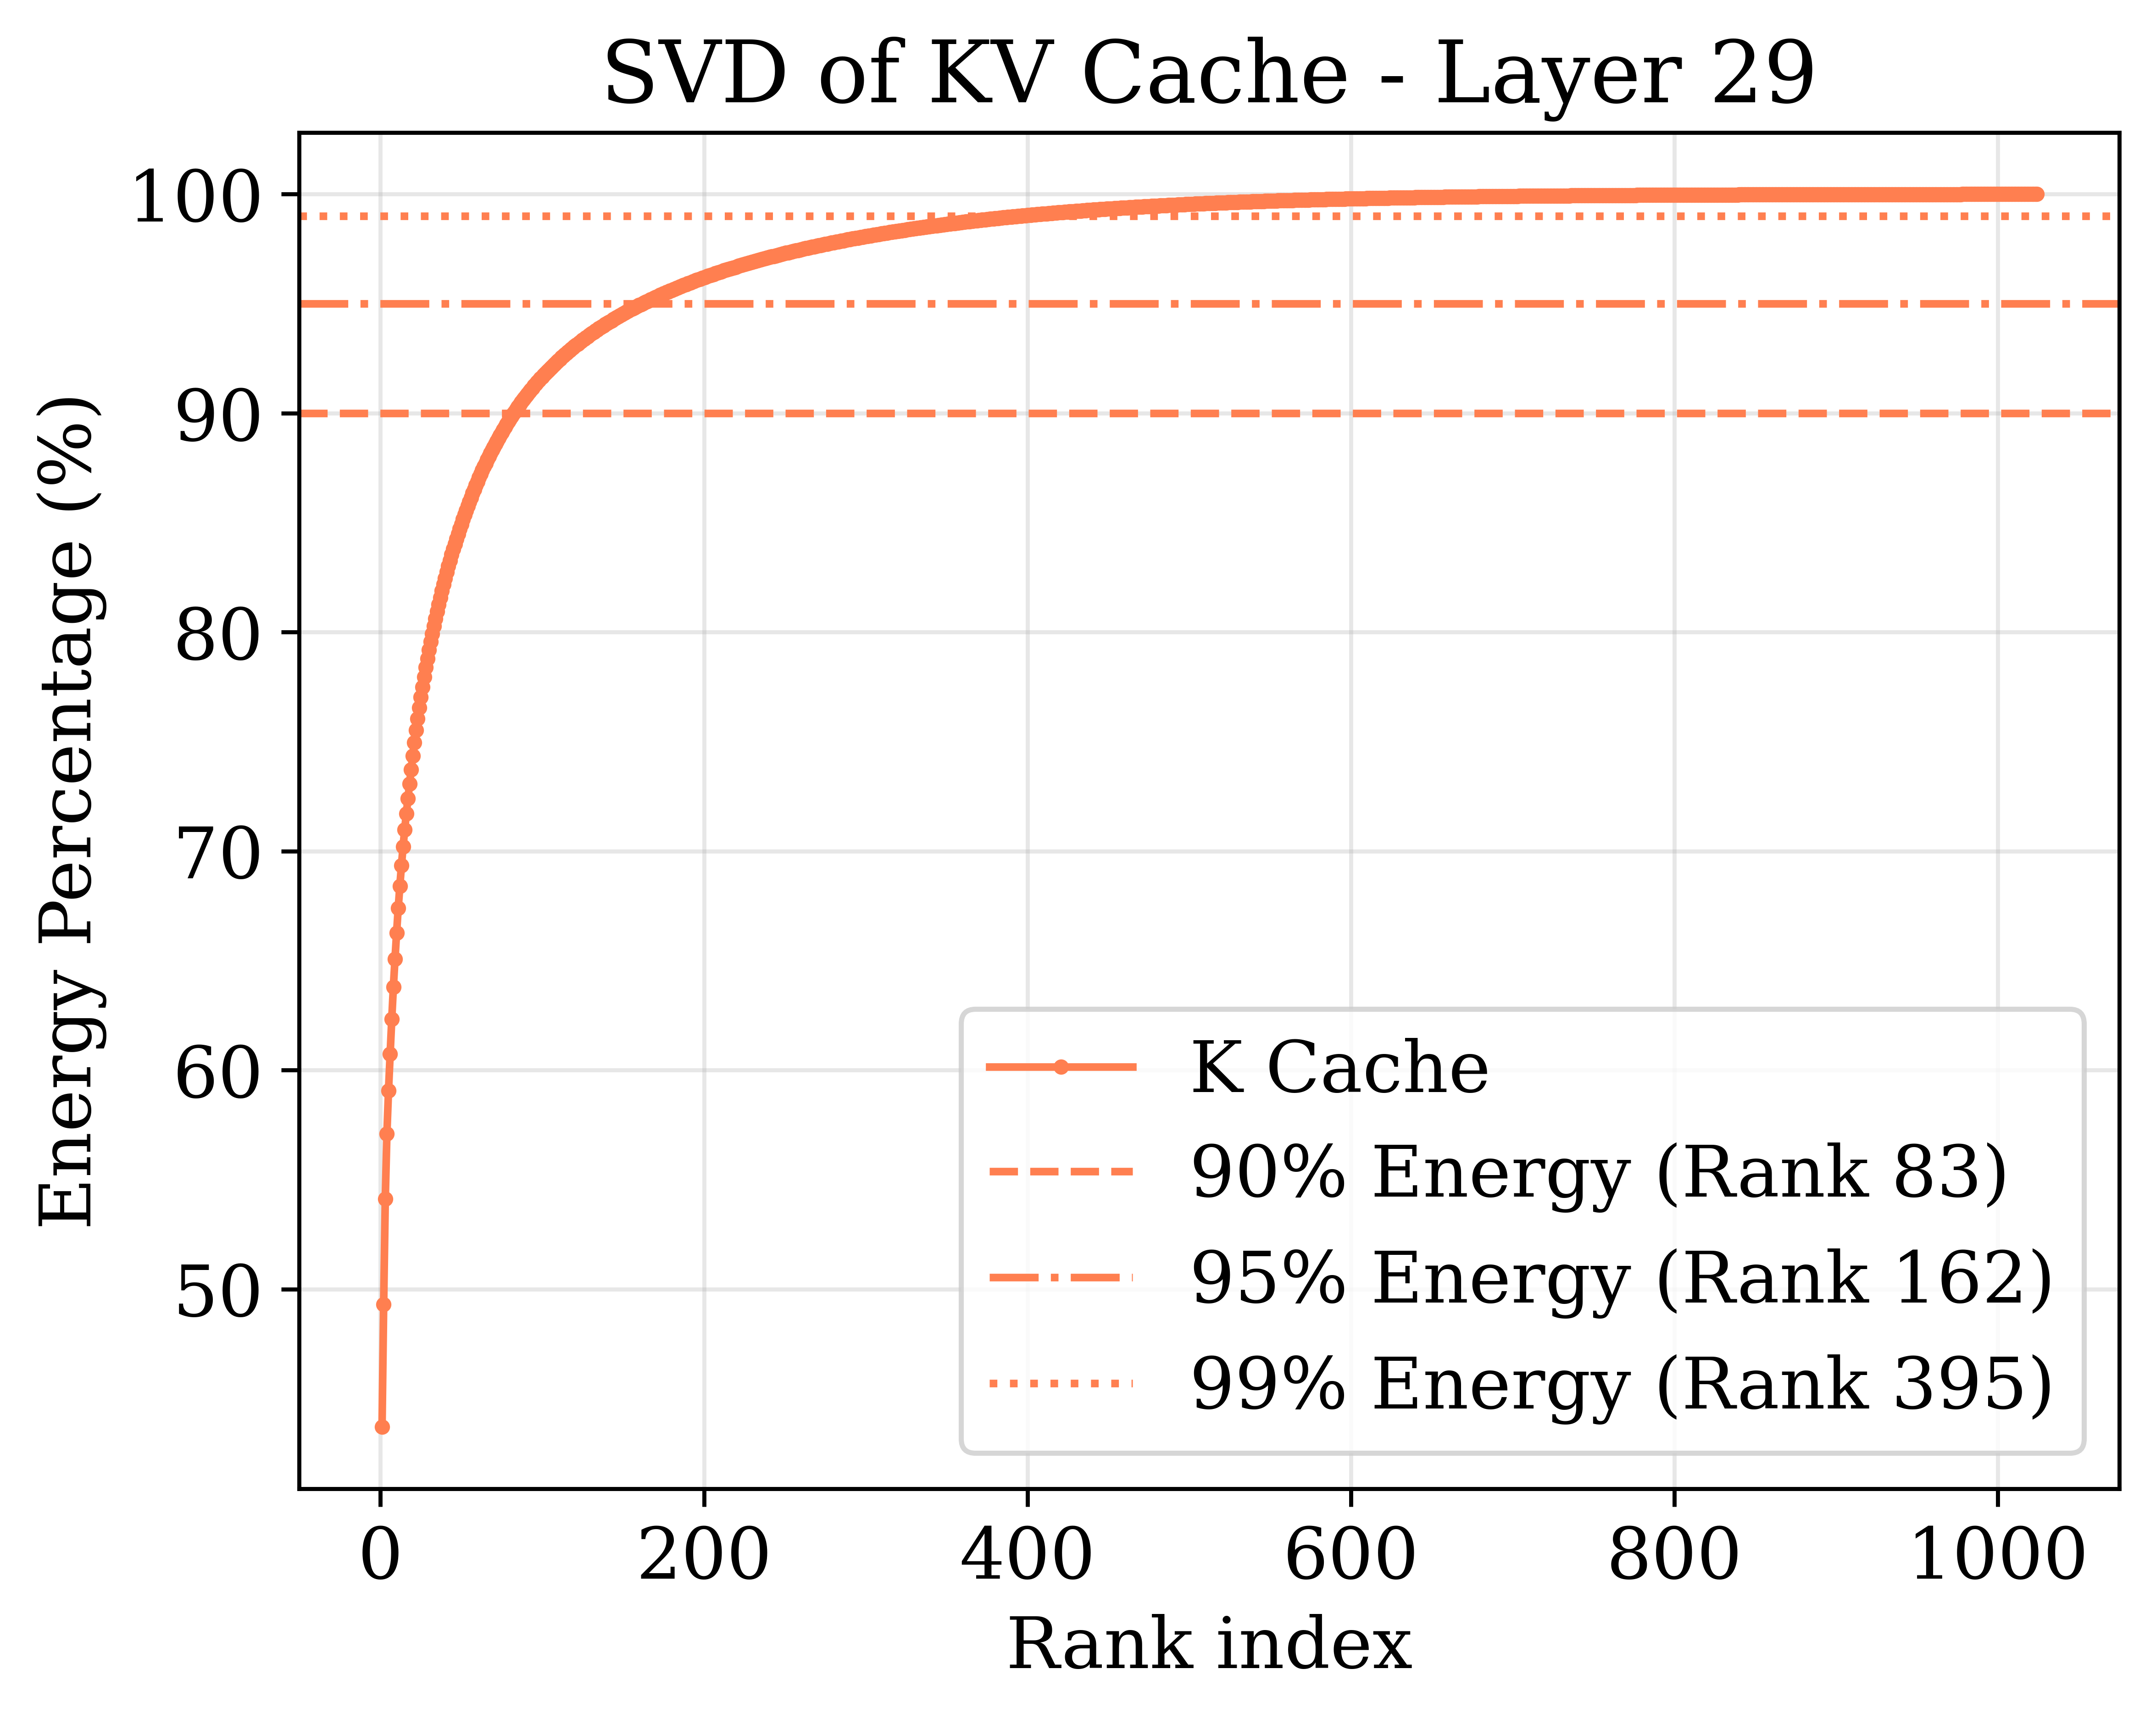 SVD of KV Cache - Layer 29
Energy Percentage (%)
100
90
80
70
60
50
K Cache
90% Energy (Rank 83)
95% Energy (Rank 162)
99% Energy (Rank 395)
0 200 400 600 800 1000
Rank index